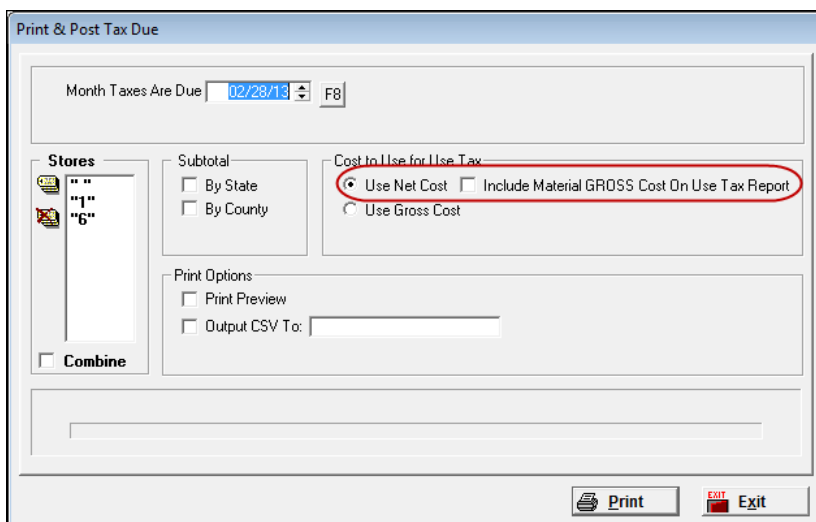 Print & Post Tax Due
Month Taxes Are Due 02/28/13 F8
Stores
" "
"1"
"6"
Combine
Subtotal
By State
By County
Cost to Use for Use Tax
Use Net Cost Include Material GROSS Cost On Use Tax Report
Use Gross Cost
Print Options
Print Preview
Output CSV To:
Print
EXIT Exit